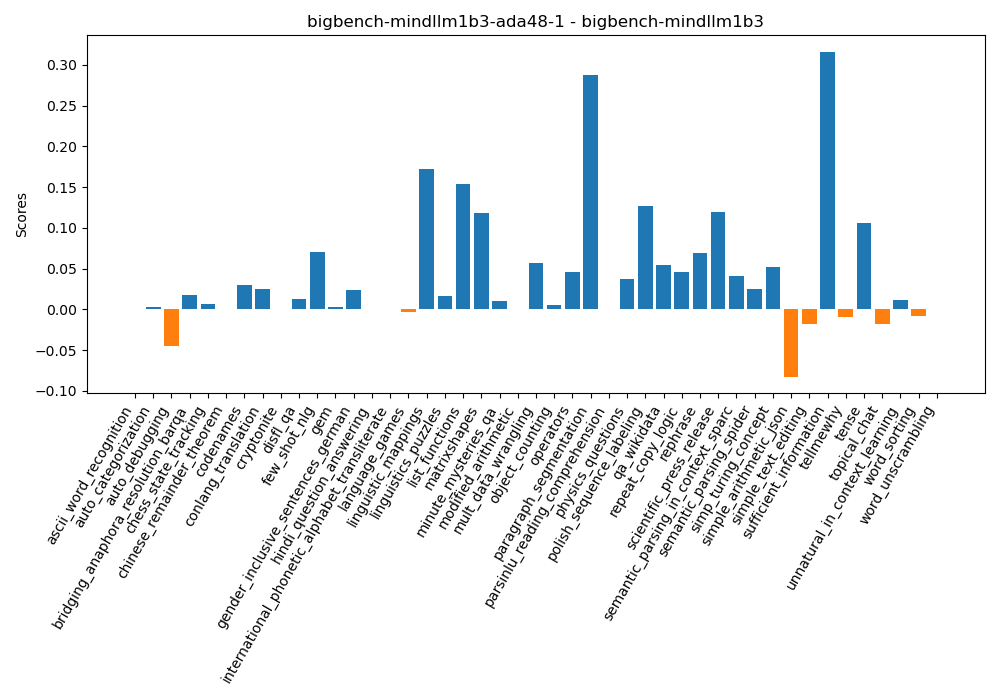 bigbench-mindllm1b3-ada48-1 - bigbench-mindllm1b3
Scores
0.30
0.25
0.20
0.15
0.10
0.05
0.00
−0.05
−0.10
ascii_word_recognition
auto_categorization
auto_debugging
bridging_anaphora_resolution_barqa
chess_state_tracking
chinese_remainder_theorem
codenames
conlang_translation
cryptonite
disfl_qa
few_shot_nlg
gem
gender_inclusive_sentences_german
hindi_question_answering
international_phonetic_alphabet_transliterate
language_games
linguistic_mappings
linguistics_puzzles
list_functions
matrixshapes
minute_mysteries_qa
modified_arithmetic
mult_data_wrangling
object_counting
operators
paragraph_segmentation
parsinlu_reading_comprehension
physics_questions
polish_sequence_labeling
qa_wikidata
repeat_copy_logic
rephrase
scientific_press_release
semantic_parsing_in_context_sparc
semantic_parsing_spider
simp_turing_concept
simple_arithmetic_json
simple_text_editing
sufficient_information
tellmewhy
tense
topical_chat
unnatural_in_context_learning
word_sorting
word_unscrambling